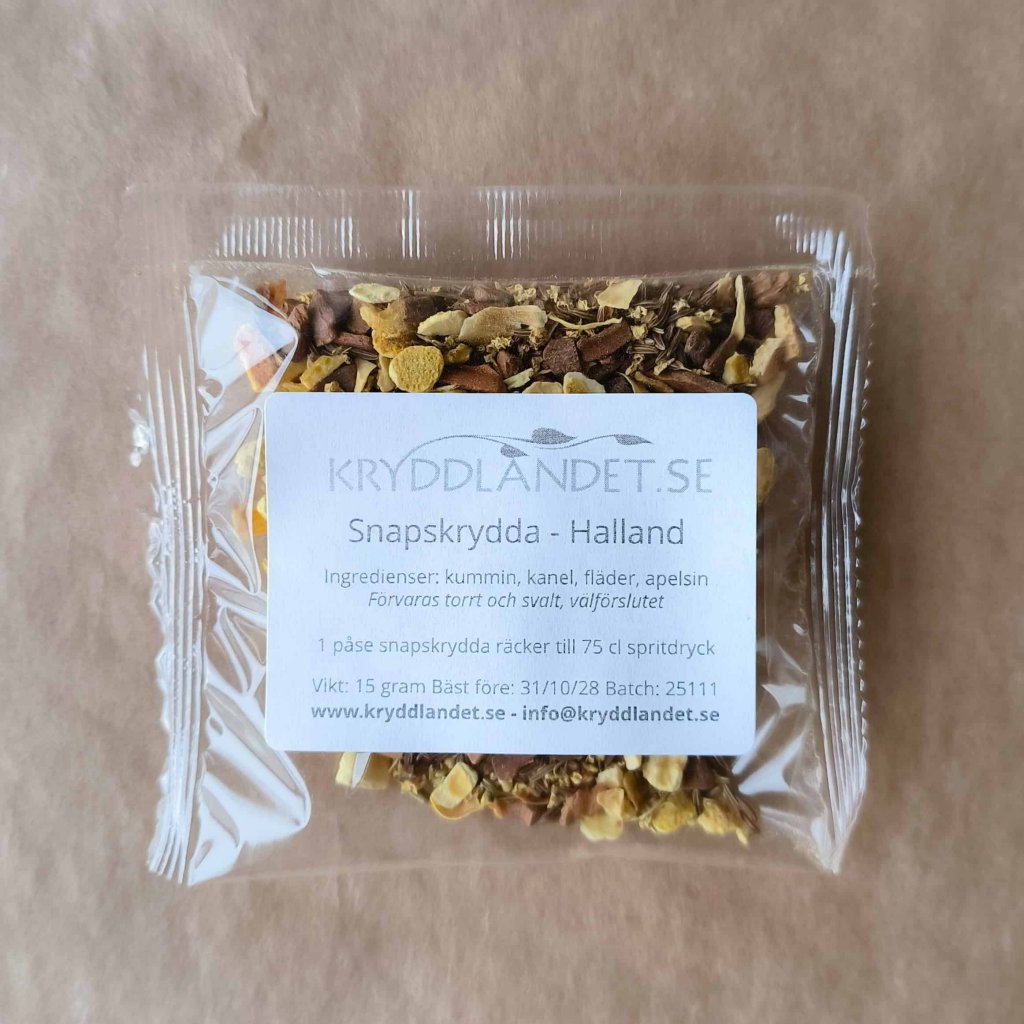 KRYDDLANDET.SE
Snapskrydda - Halland
Ingredienser: kummin, kanel, fläder, apelsin
Förvaras torrt och svalt, välförslutet
1 påse snapskrydda räcker till 75 cl spritdryck
Vikt: 15 gram Bäst före: 31/10/28 Batch: 25111
www.kryddlandet.se - info@kryddlandet.se